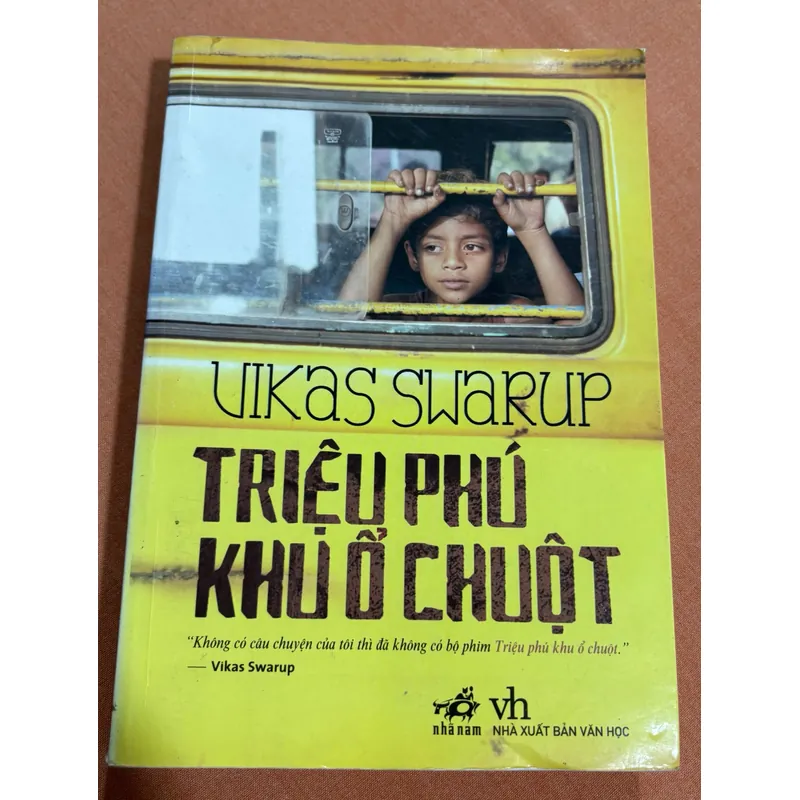 VIKAS SWARUP
TRIỆU PHÚ
KHU Ổ CHUỘT
“Không có câu chuyện của tôi thì đã không có bộ phim Triệu phú khu ổ chuột.”
— Vikas Swarup
nhã nam
vh
NHÀ XUẤT BẢN VĂN HỌC